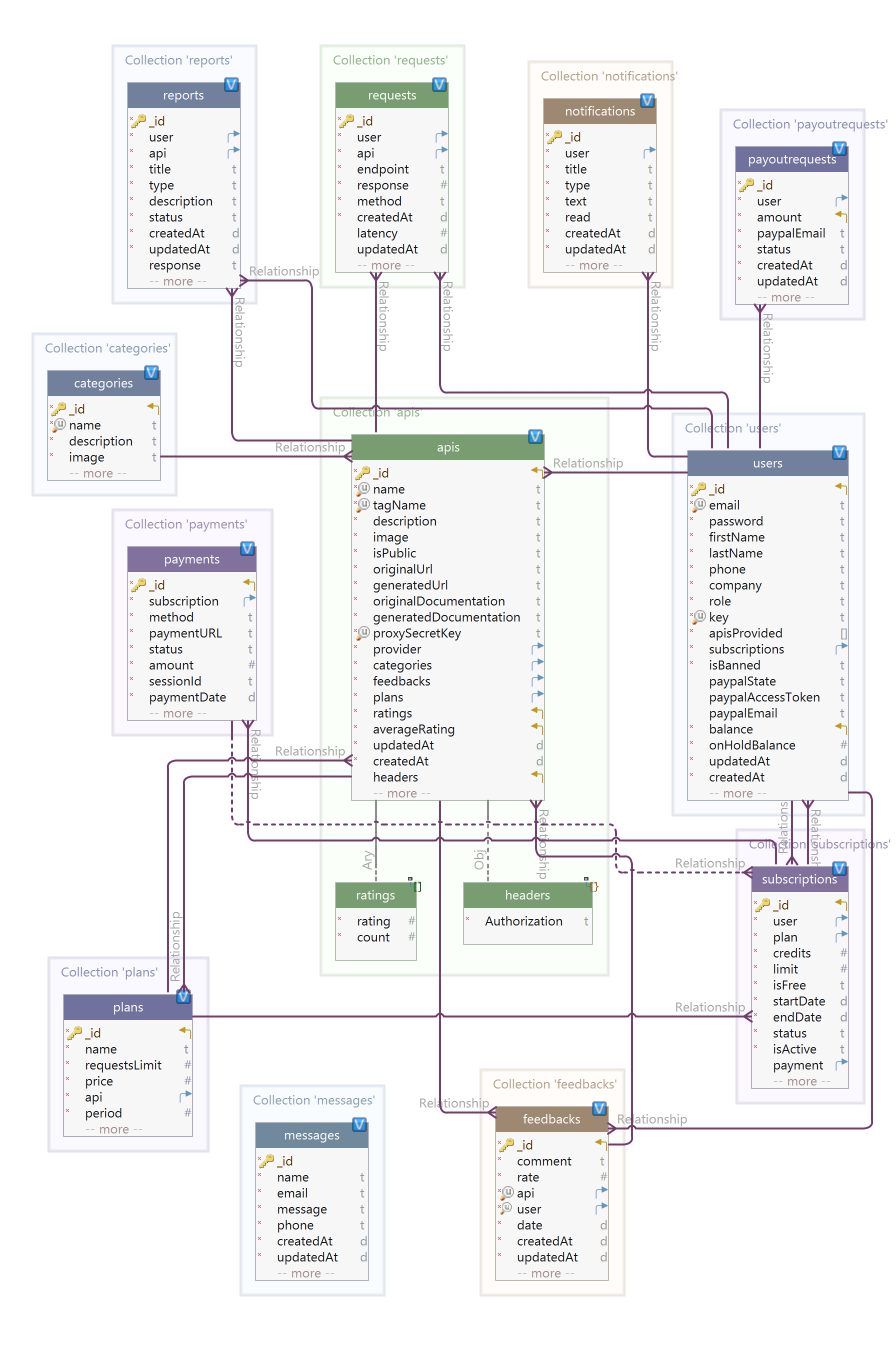 Collection 'reports'
reports
_id
user
api
title t
type t
description t
status t
createdAt d
updatedAt d
response t
-- more --
Collection 'requests'
requests
_id
user
api
endpoint t
response #
method t
createdAt d
latency #
updatedAt d
-- more --
Collection 'notifications'
notifications
_id
user
title t
type t
text t
read t
createdAt d
updatedAt d
-- more --
Collection 'payoutrequests'
payoutrequests
_id
user
amount
paypalEmail t
status t
createdAt d
updatedAt d
-- more --
Relationship
Relationship
Relationship
Relationship
Relationship
Relationship
Collection 'categories'
categories
_id
name t
description t
image t
-- more --
Relationship
Collection 'apis'
apis
_id
name t
tagName t
description t
image t
isPublic t
originalUrl t
generatedUrl t
originalDocumentation t
generatedDocumentation t
proxySecretKey t
provider
categories
feedbacks
plans
ratings
averageRating
updatedAt d
createdAt d
headers
-- more --
Relationship
Collection 'users'
users
_id
email t
password t
firstName t
lastName t
phone t
company t
role t
key t
apisProvided []
subscriptions
isBanned t
paypalState t
paypalAccessToken t
paypalEmail t
balance
onHoldBalance #
updatedAt d
createdAt d
-- more --
Collection 'payments'
payments
_id
subscription
method t
paymentURL t
status t
amount #
sessionId t
paymentDate d
-- more --
Relationship
Relationship
Ary
Obj
Relationship
Relations
Relationsh
ratings []
rating #
count #
headers {}
Authorization t
Relationship
Collection 'subscriptions'
subscriptions
_id
user
plan
credits #
limit #
isFree t
startDate d
endDate d
status t
isActive t
payment
-- more --
Relationship
Relationship
Collection 'plans'
plans
_id
name t
requestsLimit #
price #
api
period #
-- more --
Collection 'messages'
messages
_id
name t
email t
message t
phone t
createdAt d
updatedAt d
-- more --
Relationship
Relationship
Collection 'feedbacks'
feedbacks
_id
comment t
rate #
api
user
date d
createdAt d
updatedAt d
-- more --